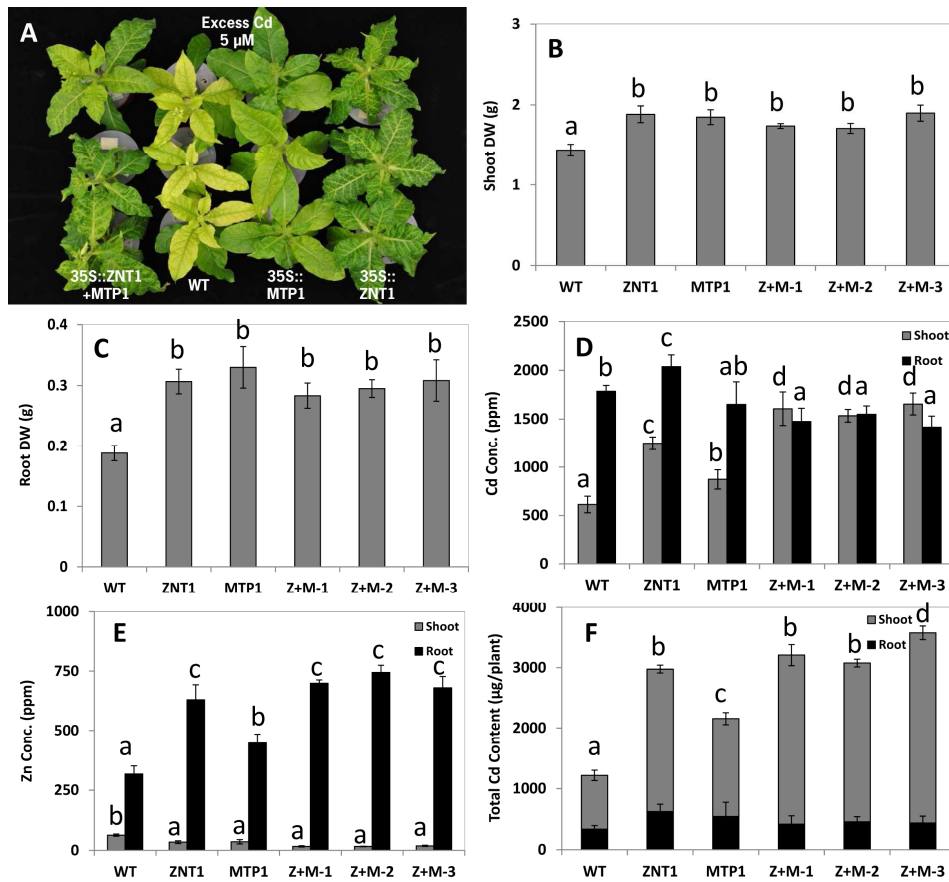 A
Excess Cd
5 µM
35S::ZNT1
+MTP1
WT
35S::
MTP1
35S::
ZNT1
B
Shoot DW (g)
3
2
1
0
a
b
b
b
b
b
WT ZNT1 MTP1 Z+M-1 Z+M-2 Z+M-3
C
Root DW (g)
0.4
0.3
0.2
0.1
0
a
b
b
b
b
b
WT ZNT1 MTP1 Z+M-1 Z+M-2 Z+M-3
D
Shoot
Root
Cd Conc. (ppm)
2500
2000
1500
1000
500
0
a b
c c
b ab
d a
d a
d a
WT ZNT1 MTP1 Z+M-1 Z+M-2 Z+M-3
E
Shoot
Root
Zn Conc. (ppm)
1000
750
500
250
0
b a
a c
a b
a c
a c
a c
WT ZNT1 MTP1 Z+M-1 Z+M-2 Z+M-3
F
Shoot
Root
Total Cd Content (µg/plant)
4000
3000
2000
1000
0
a
b
c
b
b
d
WT ZNT1 MTP1 Z+M-1 Z+M-2 Z+M-3